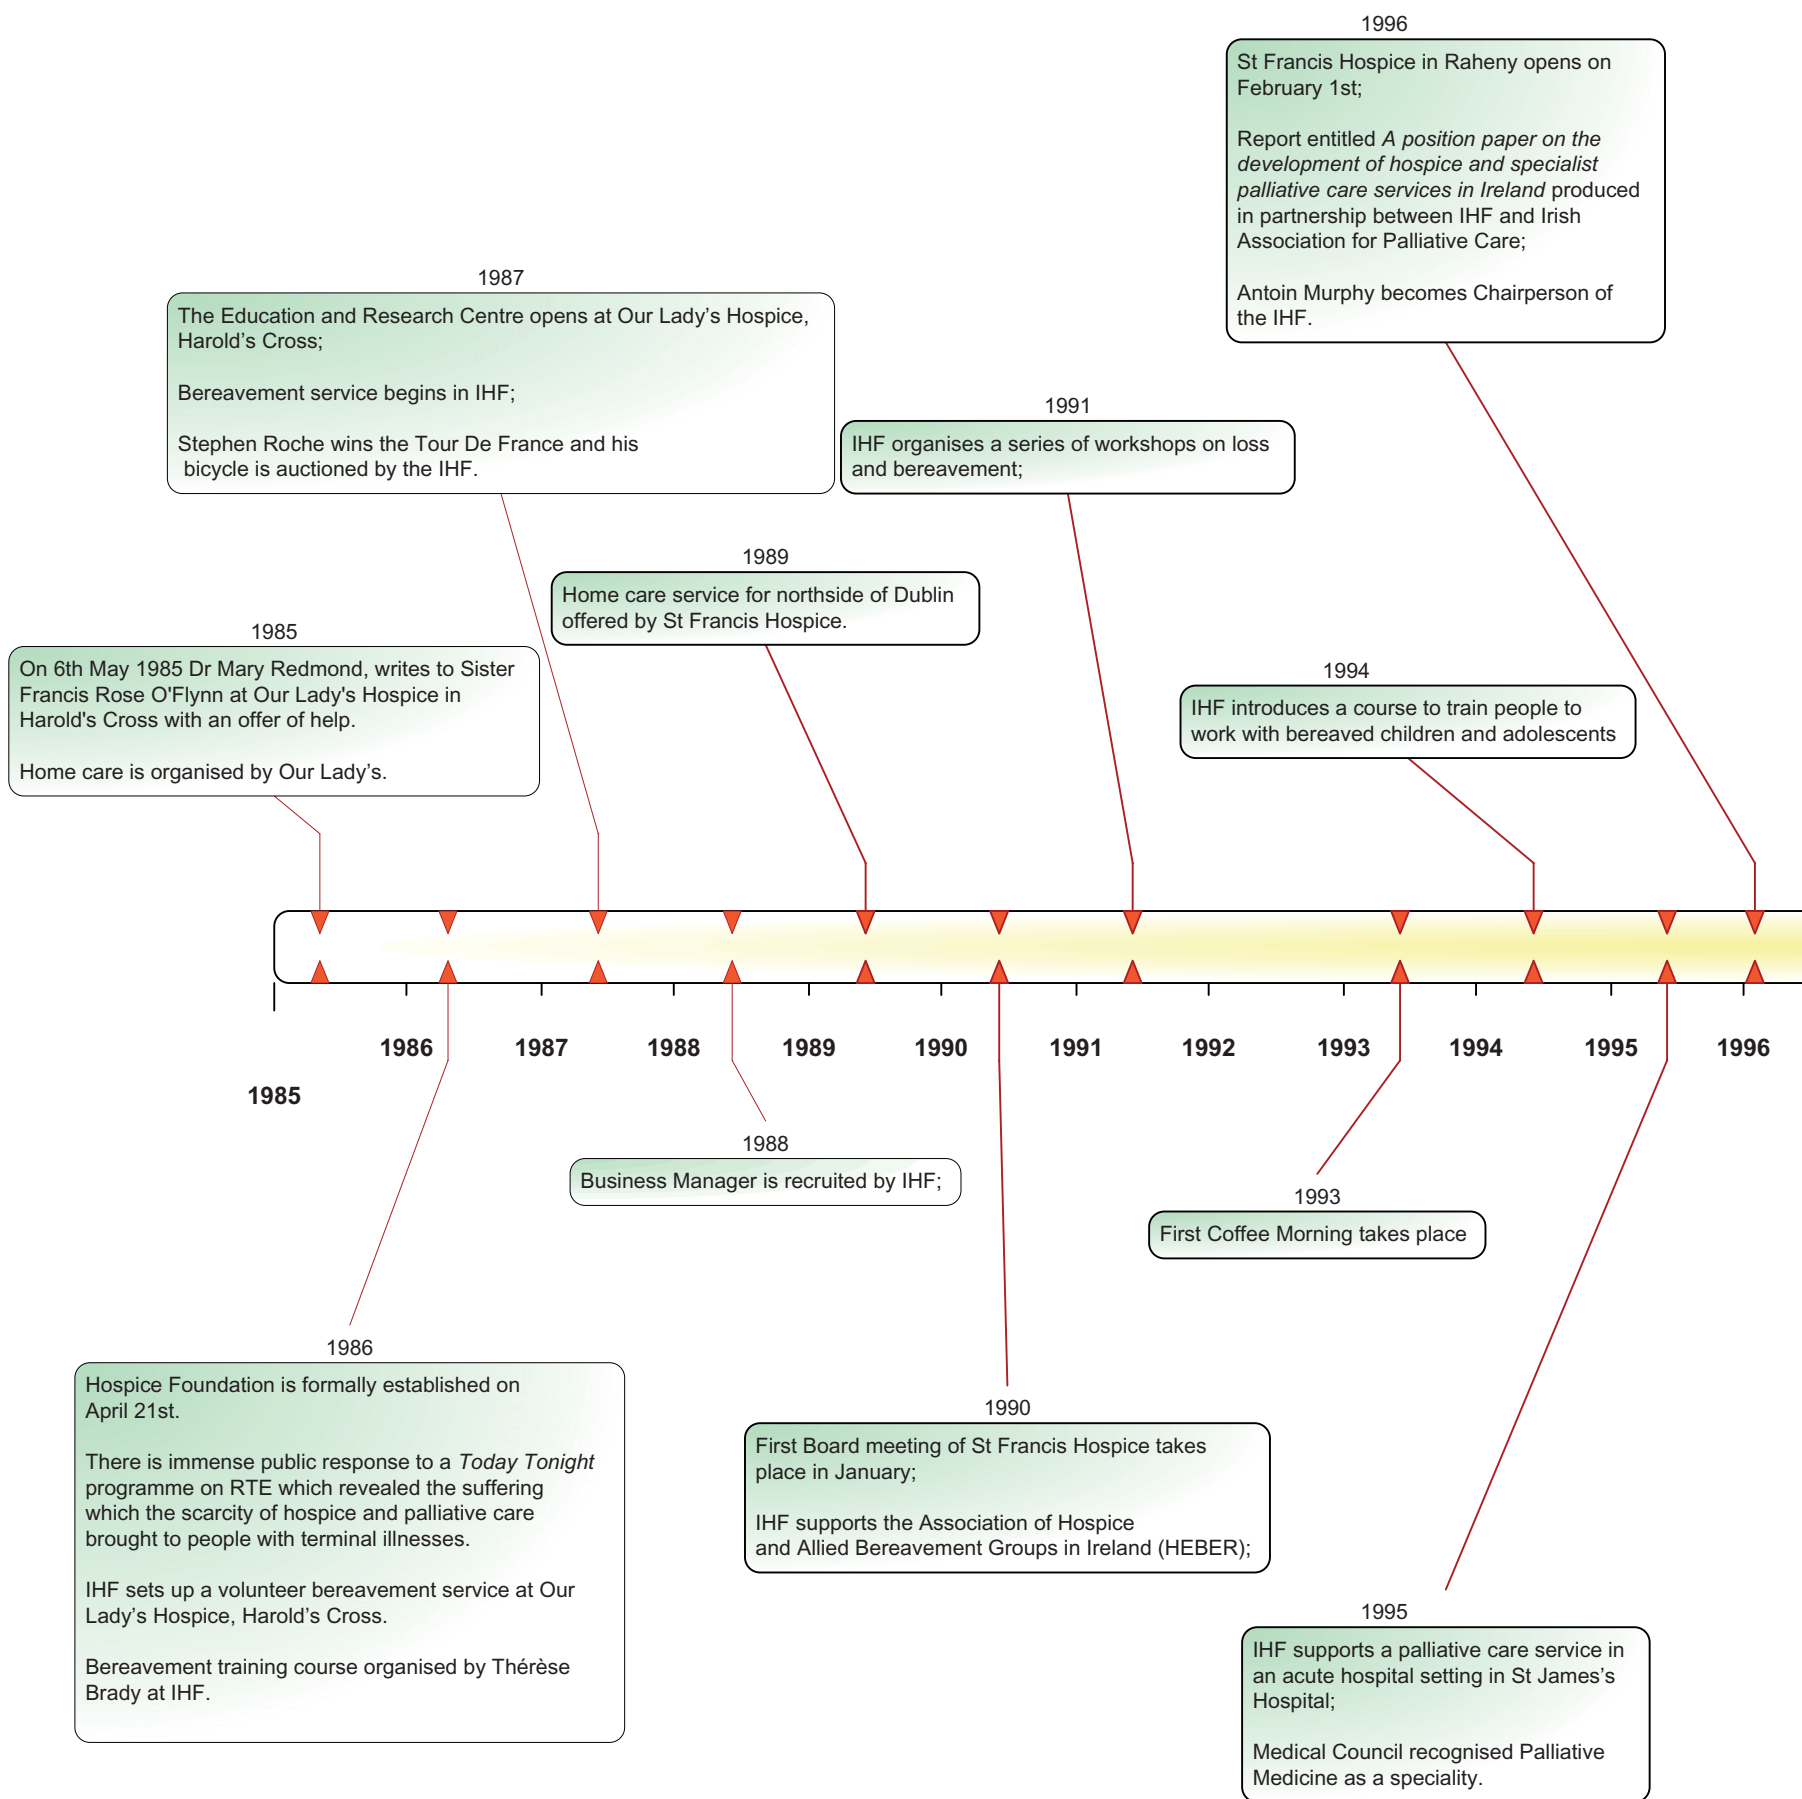 1996
St Francis Hospice in Raheny opens on
February 1st;
Report entitled A position paper on the
development of hospice and specialist
palliative care services in Ireland produced
in partnership between IHF and Irish
Association for Palliative Care;
Antoin Murphy becomes Chairperson of
the IHF.
1987
The Education and Research Centre opens at Our Lady’s Hospice,
Harold’s Cross;
Bereavement service begins in IHF;
Stephen Roche wins the Tour De France and his
bicycle is auctioned by the IHF.
1991
IHF organises a series of workshops on loss
and bereavement;
1989
Home care service for northside of Dublin
offered by St Francis Hospice.
1985
On 6th May 1985 Dr Mary Redmond, writes to Sister
Francis Rose O'Flynn at Our Lady's Hospice in
Harold's Cross with an offer of help.
Home care is organised by Our Lady’s.
1994
IHF introduces a course to train people to
work with bereaved children and adolescents
1986 1987 1988 1989 1990 1991 1992 1993 1994 1995 1996
1985
1988
Business Manager is recruited by IHF;
1993
First Coffee Morning takes place
1986
Hospice Foundation is formally established on
April 21st.
There is immense public response to a Today Tonight
programme on RTE which revealed the suffering
which the scarcity of hospice and palliative care
brought to people with terminal illnesses.
IHF sets up a volunteer bereavement service at Our
Lady’s Hospice, Harold’s Cross.
Bereavement training course organised by Thérèse
Brady at IHF.
1990
First Board meeting of St Francis Hospice takes
place in January;
IHF supports the Association of Hospice
and Allied Bereavement Groups in Ireland (HEBER);
1995
IHF supports a palliative care service in
an acute hospital setting in St James’s
Hospital;
Medical Council recognised Palliative
Medicine as a speciality.